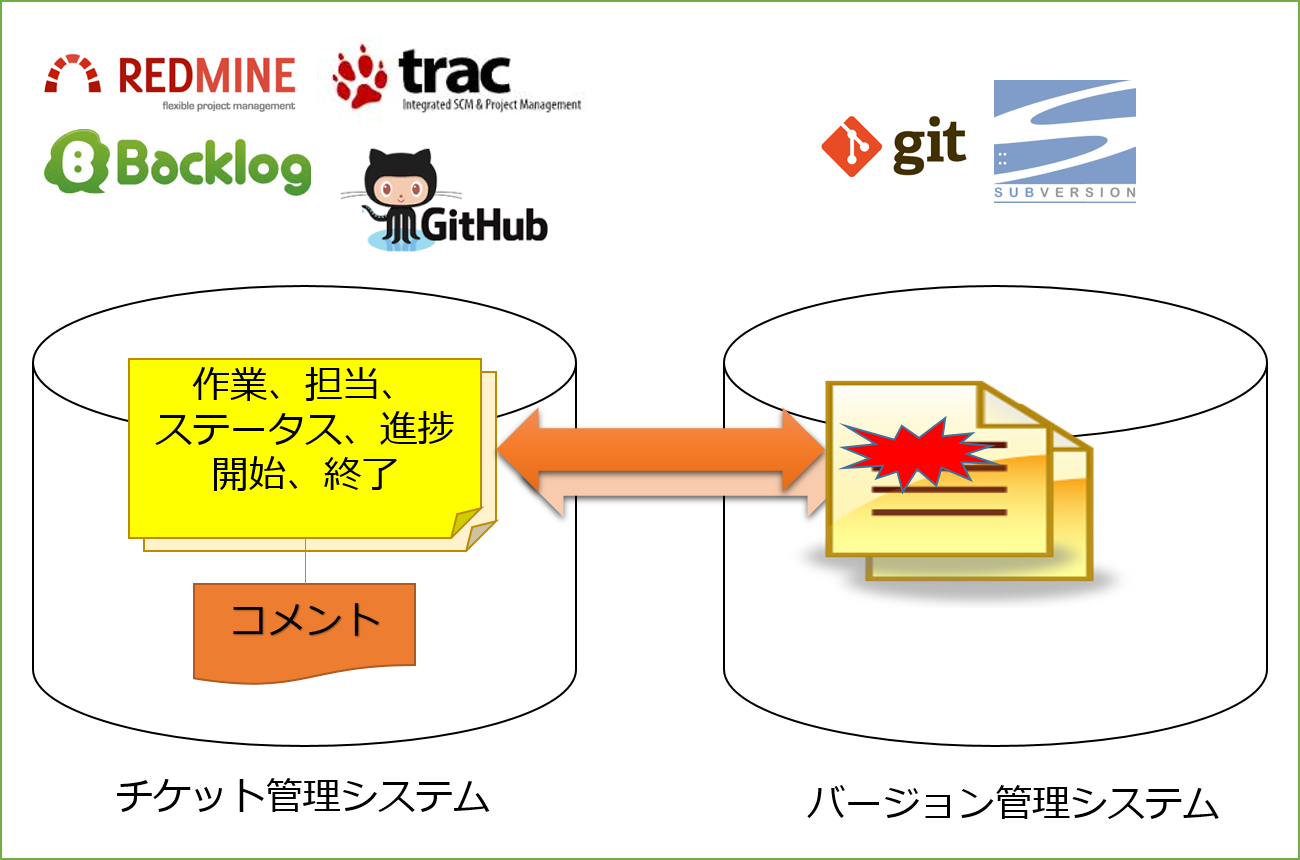 REDMINE
flexible project management
trac
Integrated SCM & Project Management
Backlog
GitHub
git
SUBVERSION
作業、担当、
ステータス、進捗
開始、終了
コメント
チケット管理システム
バージョン管理システム